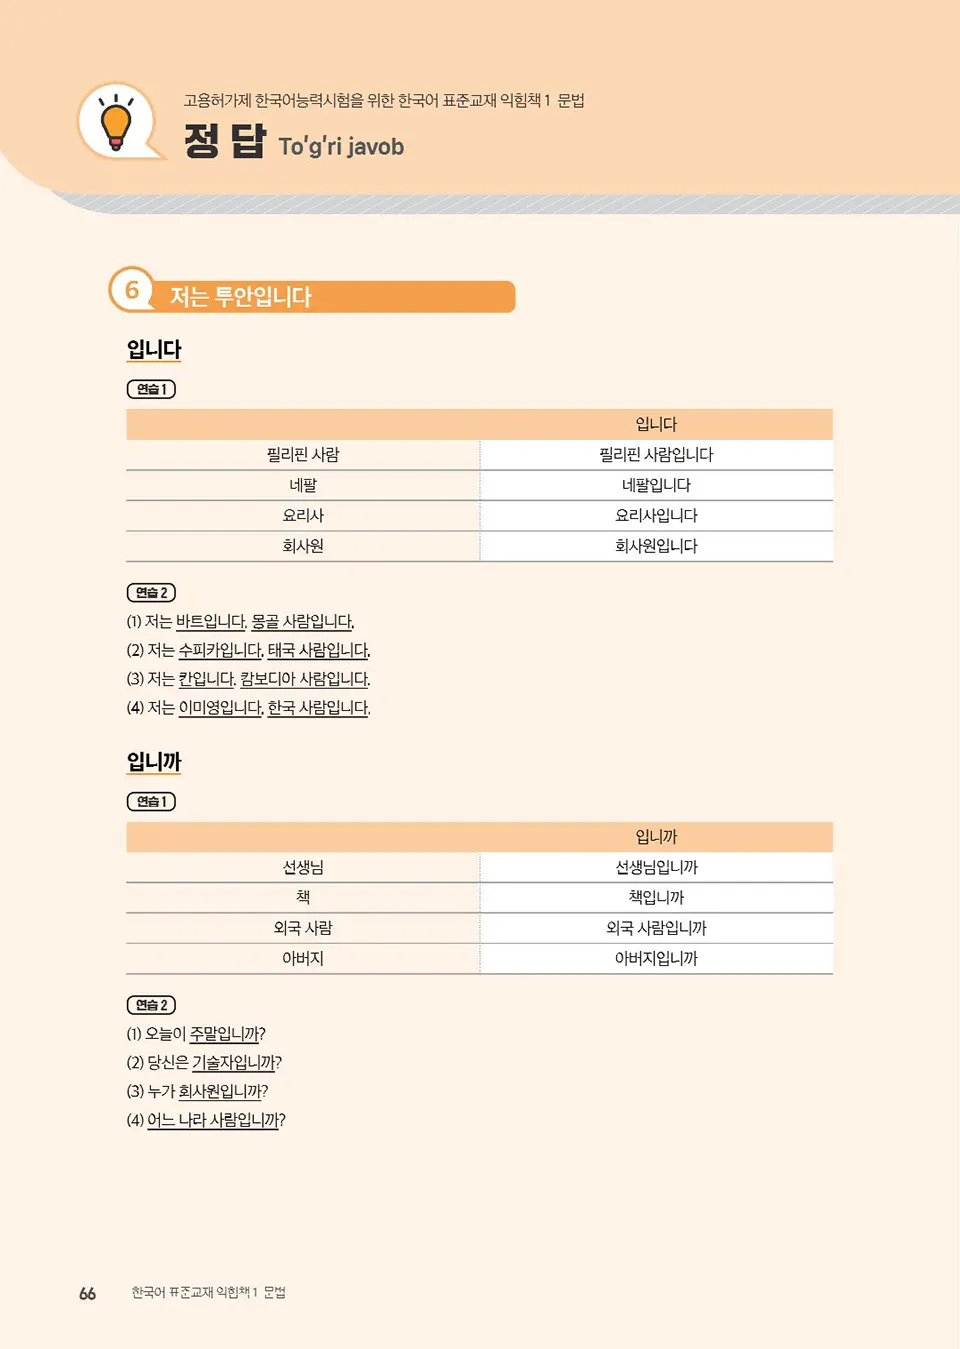 고용허가제 한국어능력시험을 위한 한국어 표준교재 익힘책 1 문법
정답 To'g'ri javob
6 저는 투안입니다
입니다
연습 1
입니다
필리핀 사람 필리핀 사람입니다
네팔 네팔입니다
요리사 요리사입니다
회사원 회사원입니다
연습 2
(1) 저는 바트입니다. 몽골 사람입니다.
(2) 저는 수피카입니다. 태국 사람입니다.
(3) 저는 칸입니다. 캄보디아 사람입니다.
(4) 저는 이미영입니다. 한국 사람입니다.
입니까
연습 1
입니까
선생님 선생님입니까
책 책입니까
외국 사람 외국 사람입니까
아버지 아버지입니까
연습 2
(1) 오늘이 주말입니까?
(2) 당신은 기술자입니까?
(3) 누가 회사원입니까?
(4) 어느 나라 사람입니까?
66 한국어 표준교재 익힘책 1 문법